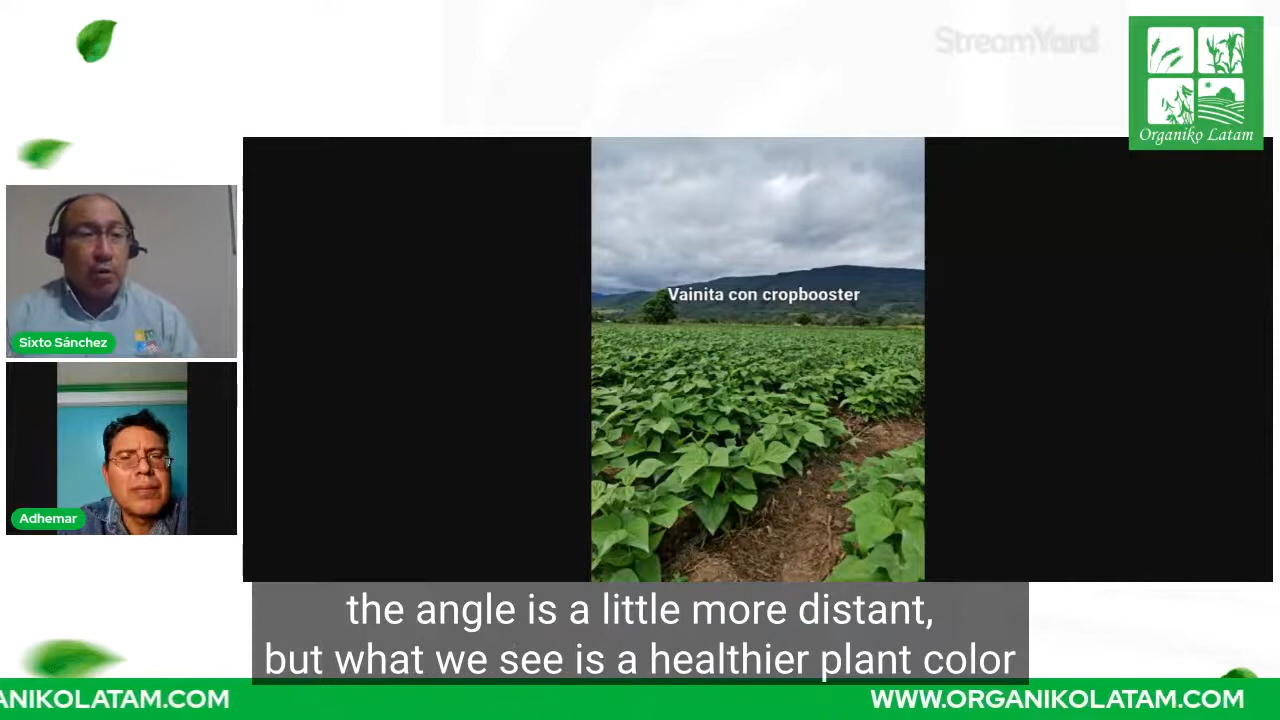 StreamYard
Organiko Latam
Vainita con cropbooster
Sixto Sánchez
Adhemar
the angle is a little more distant,
but what we see is a healthier plant color
ANIKOLATAM.COM
WWW.ORGANIKOLATAM.COM